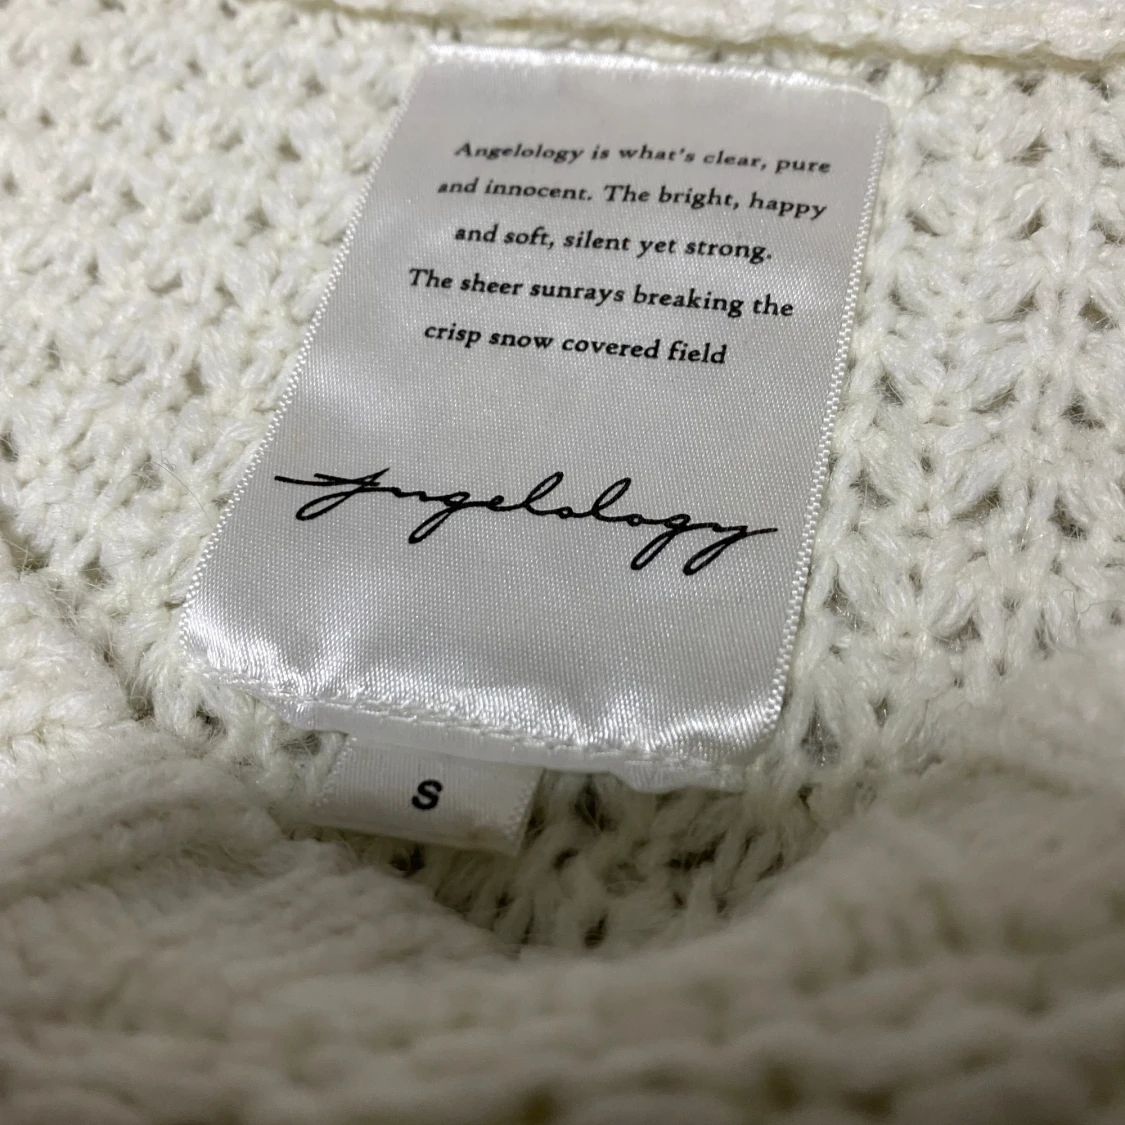 Angelology is what's clear, pure
and innocent. The bright, happy
and soft, silent yet strong.
The sheer sunrays breaking the
crisp snow covered field
Angelology
S